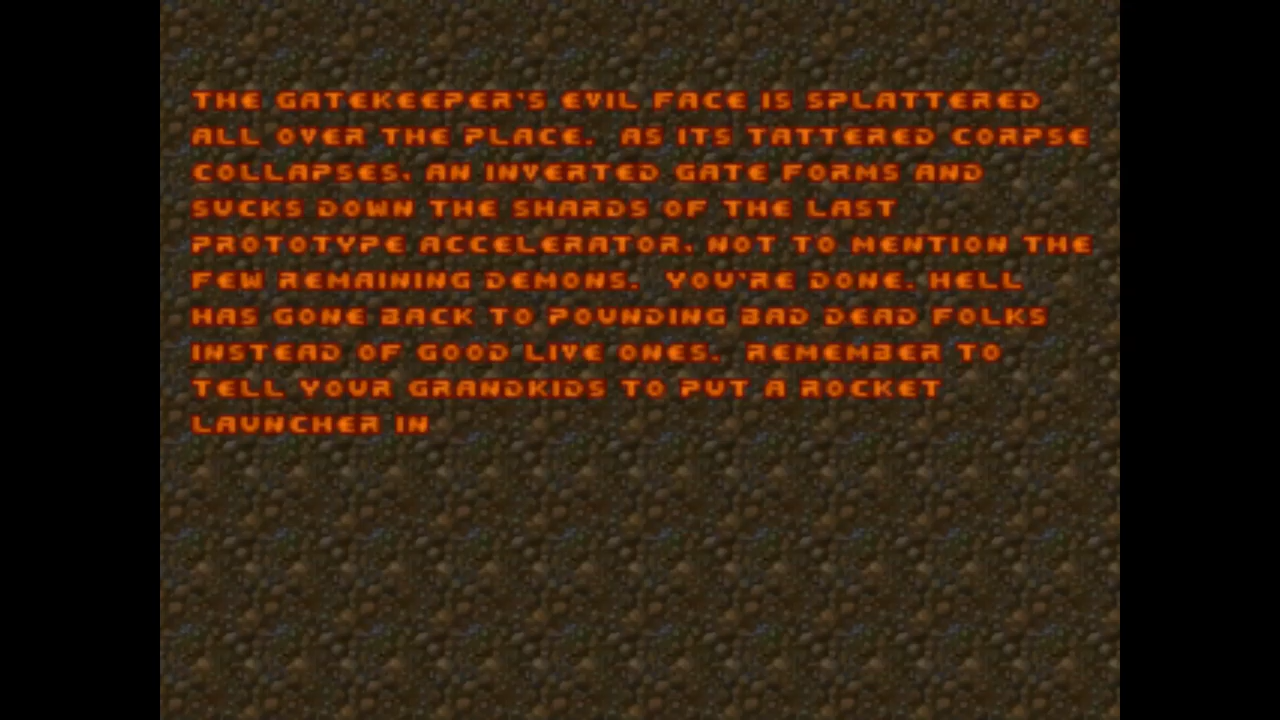 THE GATEKEEPER'S EVIL FACE IS SPLATTERED
ALL OVER THE PLACE.  AS ITS TATTERED CORPSE
COLLAPSES, AN INVERTED GATE FORMS AND
SUCKS DOWN THE SHARDS OF THE LAST
PROTOTYPE ACCELERATOR, NOT TO MENTION THE
FEW REMAINING DEMONS.  YOU'RE DONE. HELL
HAS GONE BACK TO POUNDING BAD DEAD FOLKS
INSTEAD OF GOOD LIVE ONES.  REMEMBER TO
TELL YOUR GRANDKIDS TO PUT A ROCKET
LAUNCHER IN